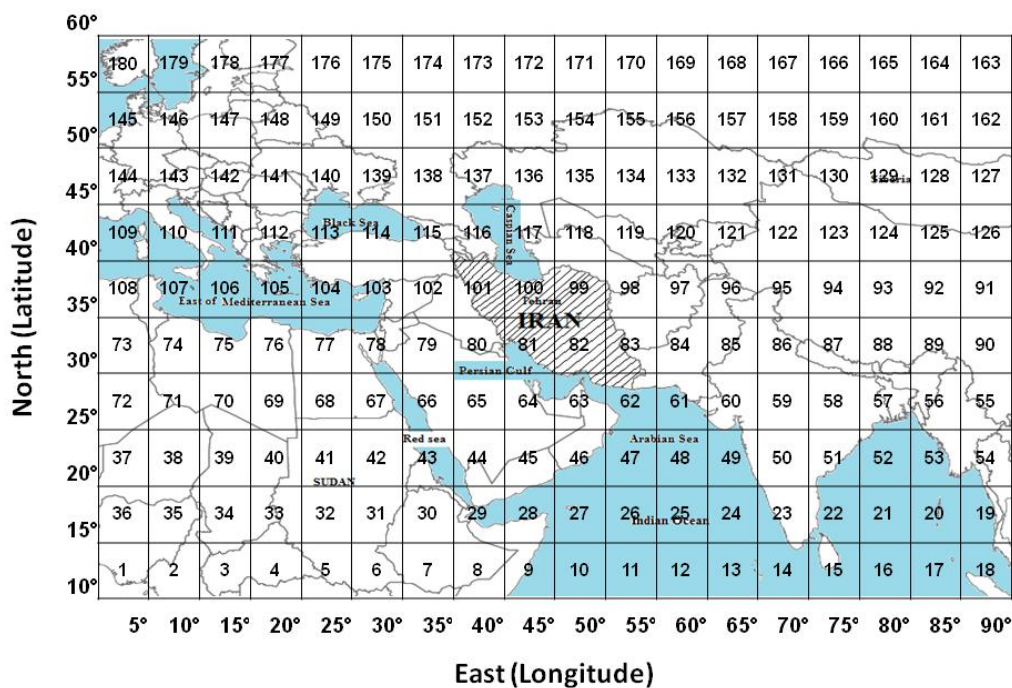 60°
180 179 178 177 176 175 174 173 172 171 170 169 168 167 166 165 164 163
55°
145 146 147 148 149 150 151 152 153 154 155 156 157 158 159 160 161 162
50°
144 143 142 141 140 139 138 137 136 135 134 133 132 131 130 129 128 127
Siberia
45°
Black Sea
Caspian Sea
109 110 111 112 113 114 115 116 117 118 119 120 121 122 123 124 125 126
40°
108 107 106 105 104 103 102 101 100 99 98 97 96 95 94 93 92 91
East of Mediterranean Sea
Tehran
IRAN
35°
73 74 75 76 77 78 79 80 81 82 83 84 85 86 87 88 89 90
Persian Gulf
30°
72 71 70 69 68 67 66 65 64 63 62 61 60 59 58 57 56 55
25°
Red sea
Arabian Sea
37 38 39 40 41 42 43 44 45 46 47 48 49 50 51 52 53 54
SUDAN
20°
36 35 34 33 32 31 30 29 28 27 26 25 24 23 22 21 20 19
Indian Ocean
15°
1 2 3 4 5 6 7 8 9 10 11 12 13 14 15 16 17 18
10°
5° 10° 15° 20° 25° 30° 35° 40° 45° 50° 55° 60° 65° 70° 75° 80° 85° 90°
North (Latitude)
East (Longitude)